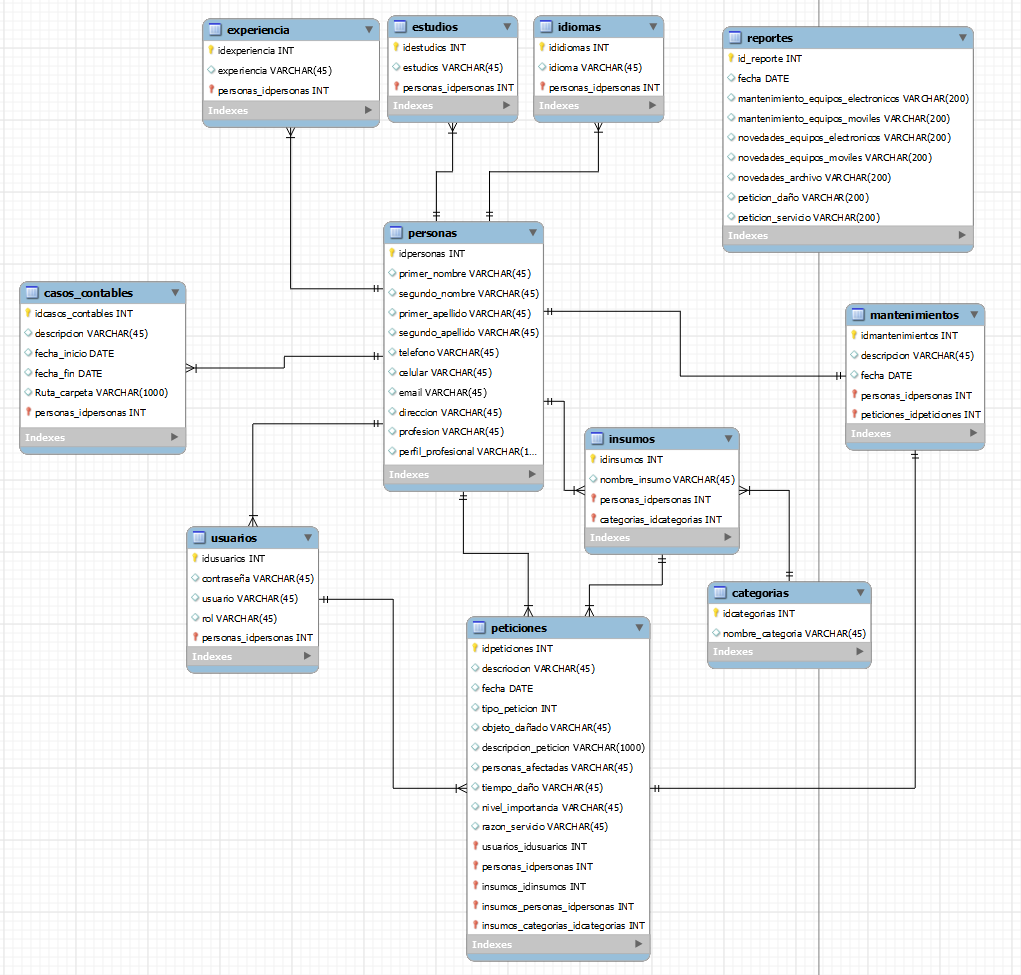 experiencia
idexperiencia INT
experiencia VARCHAR(45)
personas_idpersonas INT
Indexes
estudios
idestudios INT
estudios VARCHAR(45)
personas_idpersonas INT
Indexes
idiomas
ididiomas INT
idioma VARCHAR(45)
personas_idpersonas INT
Indexes
reportes
id_reporte INT
fecha DATE
mantenimiento_equipos_electronicos VARCHAR(200)
mantenimiento_equipos_moviles VARCHAR(200)
novedades_equipos_electronicos VARCHAR(200)
novedades_equipos_moviles VARCHAR(200)
novedades_archivo VARCHAR(200)
peticion_daño VARCHAR(200)
peticion_servicio VARCHAR(200)
Indexes
personas
idpersonas INT
primer_nombre VARCHAR(45)
segundo_nombre VARCHAR(45)
primer_apellido VARCHAR(45)
segundo_apellido VARCHAR(45)
telefono VARCHAR(45)
celular VARCHAR(45)
email VARCHAR(45)
direccion VARCHAR(45)
profesion VARCHAR(45)
perfil_profesional VARCHAR(1...
Indexes
casos_contables
idcasos_contables INT
descripcion VARCHAR(45)
fecha_inicio DATE
fecha_fin DATE
Ruta_carpeta VARCHAR(1000)
personas_idpersonas INT
Indexes
mantenimientos
idmantenimientos INT
descripcion VARCHAR(45)
fecha DATE
personas_idpersonas INT
peticiones_idpeticiones INT
Indexes
insumos
idinsumos INT
nombre_insumo VARCHAR(45)
personas_idpersonas INT
categorias_idcategorias INT
Indexes
usuarios
idusuarios INT
contraseña VARCHAR(45)
usuario VARCHAR(45)
rol VARCHAR(45)
personas_idpersonas INT
Indexes
categorias
idcategorias INT
nombre_categoria VARCHAR(45)
Indexes
peticiones
idpeticiones INT
descriocion VARCHAR(45)
fecha DATE
tipo_peticion INT
objeto_dañado VARCHAR(45)
descripcion_peticion VARCHAR(1000)
personas_afectadas VARCHAR(45)
tiempo_daño VARCHAR(45)
nivel_importancia VARCHAR(45)
razon_servicio VARCHAR(45)
usuarios_idusuarios INT
personas_idpersonas INT
insumos_idinsumos INT
insumos_personas_idpersonas INT
insumos_categorias_idcategorias INT
Indexes